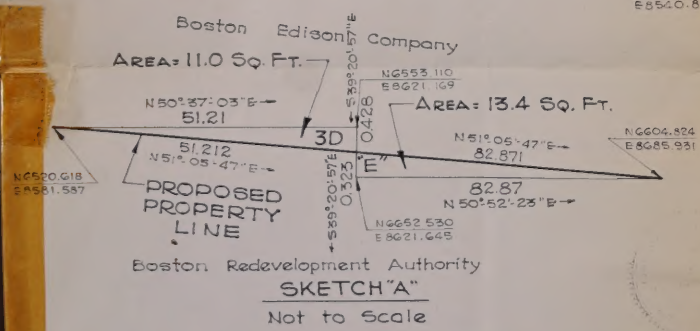 E8540.8
Boston Edison Company
AREA= 11.0 SQ. FT.
S39°-20'-57"E
N6553.110
E8621.169
0.428
AREA= 13.4 SQ. FT.
N50°-37'-03"E
51.21
3D
N51°-05'-47"E
82.871
N6604.824
E8685.931
51.212
N51°-05'-47"E
"E"
N6520.618
E8581.587
S39°-20'-57"E
0.323
82.87
N50°-52'-23"E
PROPOSED
PROPERTY
LINE
N6652.530
E8621.645
Boston Redevelopment Authority
SKETCH "A"
Not to Scale